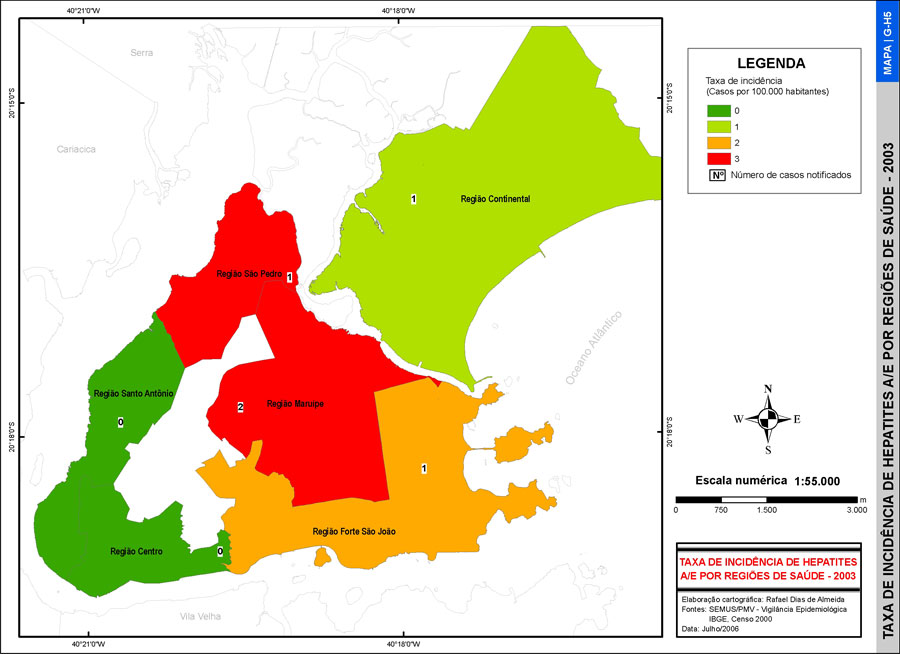 40°21'0"W
40°18'0"W
20°15'0"S
20°15'0"S
20°18'0"S
20°18'0"S
40°21'0"W
40°18'0"W
Serra
Cariacica
Vila Velha
Oceano Atlântico
Região Continental
1
Região São Pedro
1
Região Santo Antônio
0
Região Maruípe
2
1
Região Forte São João
Região Centro
0
LEGENDA
Taxa de incidência
(Casos por 100.000 habitantes)
0
1
2
3
Nº Número de casos notificados
N
W E
S
Escala numérica 1:55.000
m
0 750 1.500 3.000
TAXA DE INCIDÊNCIA DE HEPATITES
A/E POR REGIÕES DE SAÚDE - 2003
Elaboração cartográfica: Rafael Dias de Almeida
Fontes: SEMUS/PMV - Vigilância Epidemiológica
IBGE, Censo 2000
Data: Julho/2006
MAPA | G-H5
TAXA DE INCIDÊNCIA DE HEPATITES A/E POR REGIÕES DE SAÚDE - 2003